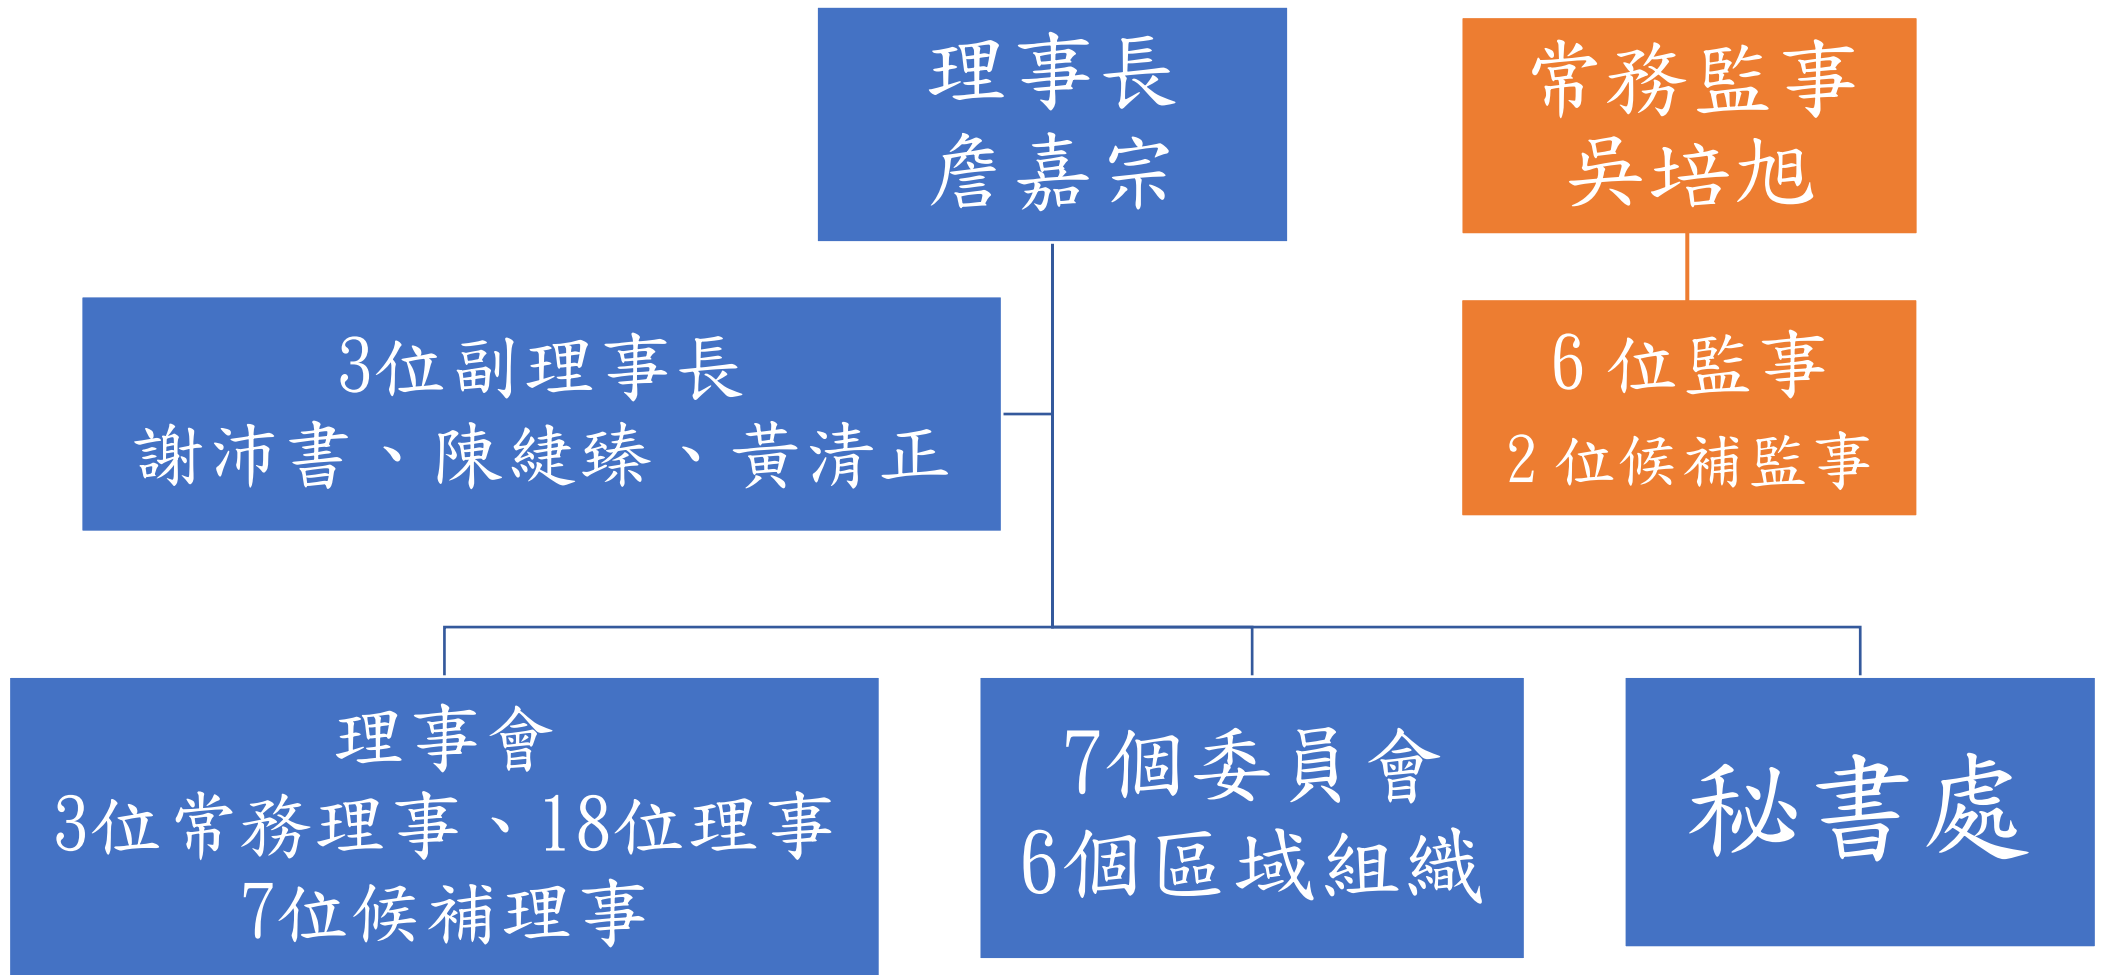 理事長
詹嘉宗
常務監事
吳培旭
3位副理事長
謝沛書、陳緁臻、黃清正
6 位監事
2 位候補監事
理事會
3位常務理事、18位理事
7位候補理事
7個委員會
6個區域組織
秘書處